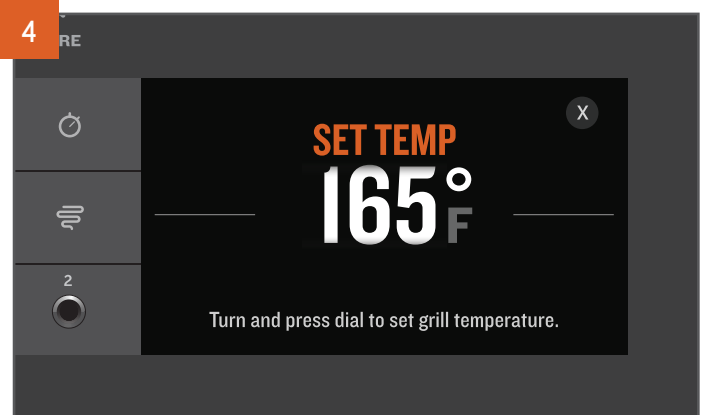 4
RE
X
SET TEMP
165°F
2
Turn and press dial to set grill temperature.